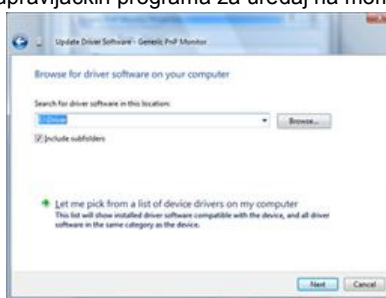 upravljačkih programa za uređaj na mon
Update Driver Software - Generic PnP Monitor
Browse for driver software on your computer
Search for driver software in this location:
Browse...
Include subfolders
Let me pick from a list of device drivers on my computer
This list will show installed driver software compatible with the device, and all driver
software in the same category as the device.
Next Cancel